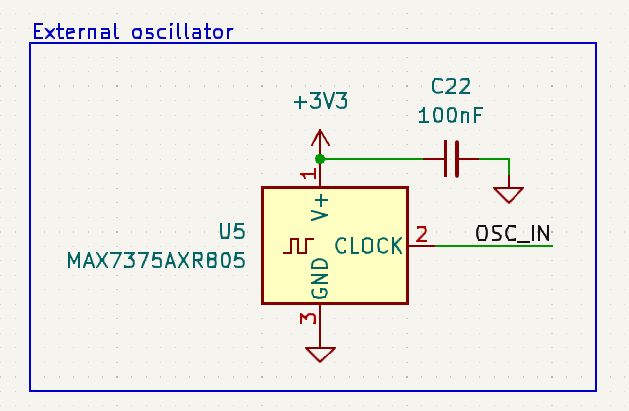 External oscillator
C22
+3V3
100nF
1
V+
U5
MAX7375AXR805
CLOCK
2
OSC_IN
GND
3